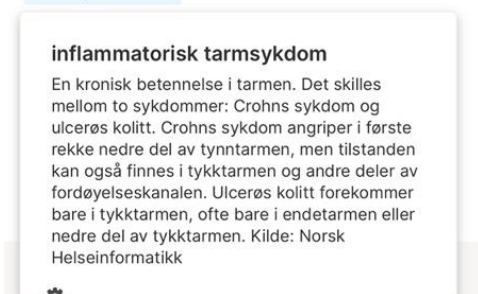 inflammatorisk tarmsykdom
En kronisk betennelse i tarmen. Det skilles
mellom to sykdommer: Crohns sykdom og
ulcerøs kolitt. Crohns sykdom angriper i første
rekke nedre del av tynntarmen, men tilstanden
kan også finnes i tykktarmen og andre deler av
fordøyelseskanalen. Ulcerøs kolitt forekommer
bare i tykktarmen, ofte bare i endetarmen eller
nedre del av tykktarmen. Kilde: Norsk
Helseinformatikk